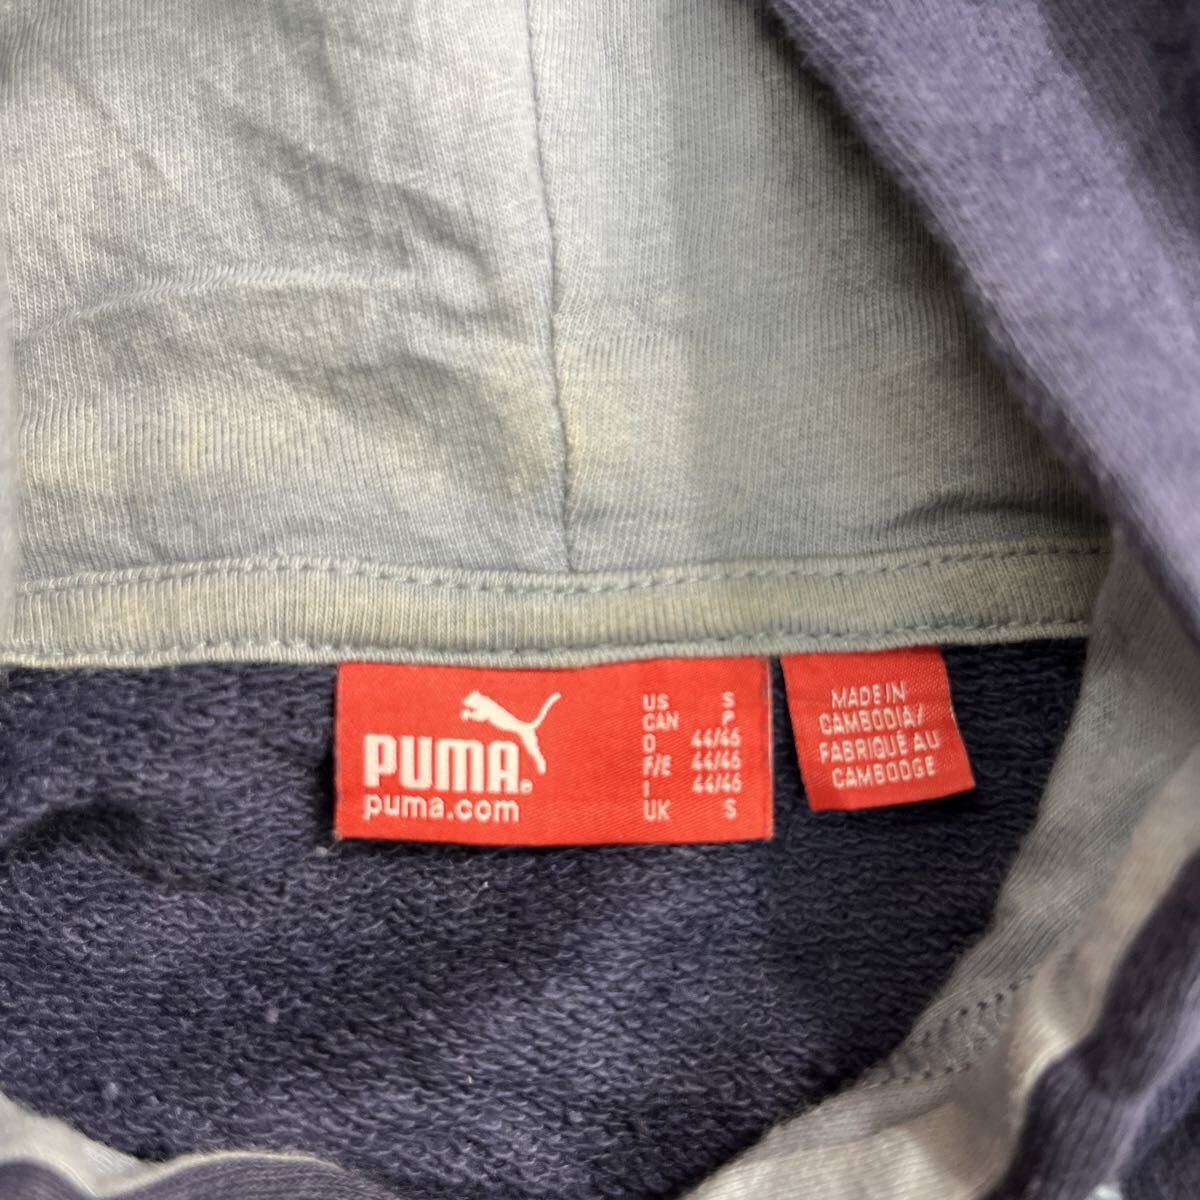 PUMA®
puma.com
US S
CAN P
D 44/46
F/E 44/46
I 44/46
UK S
MADE IN
CAMBODIA/
FABRIQUÉ AU
CAMBODGE